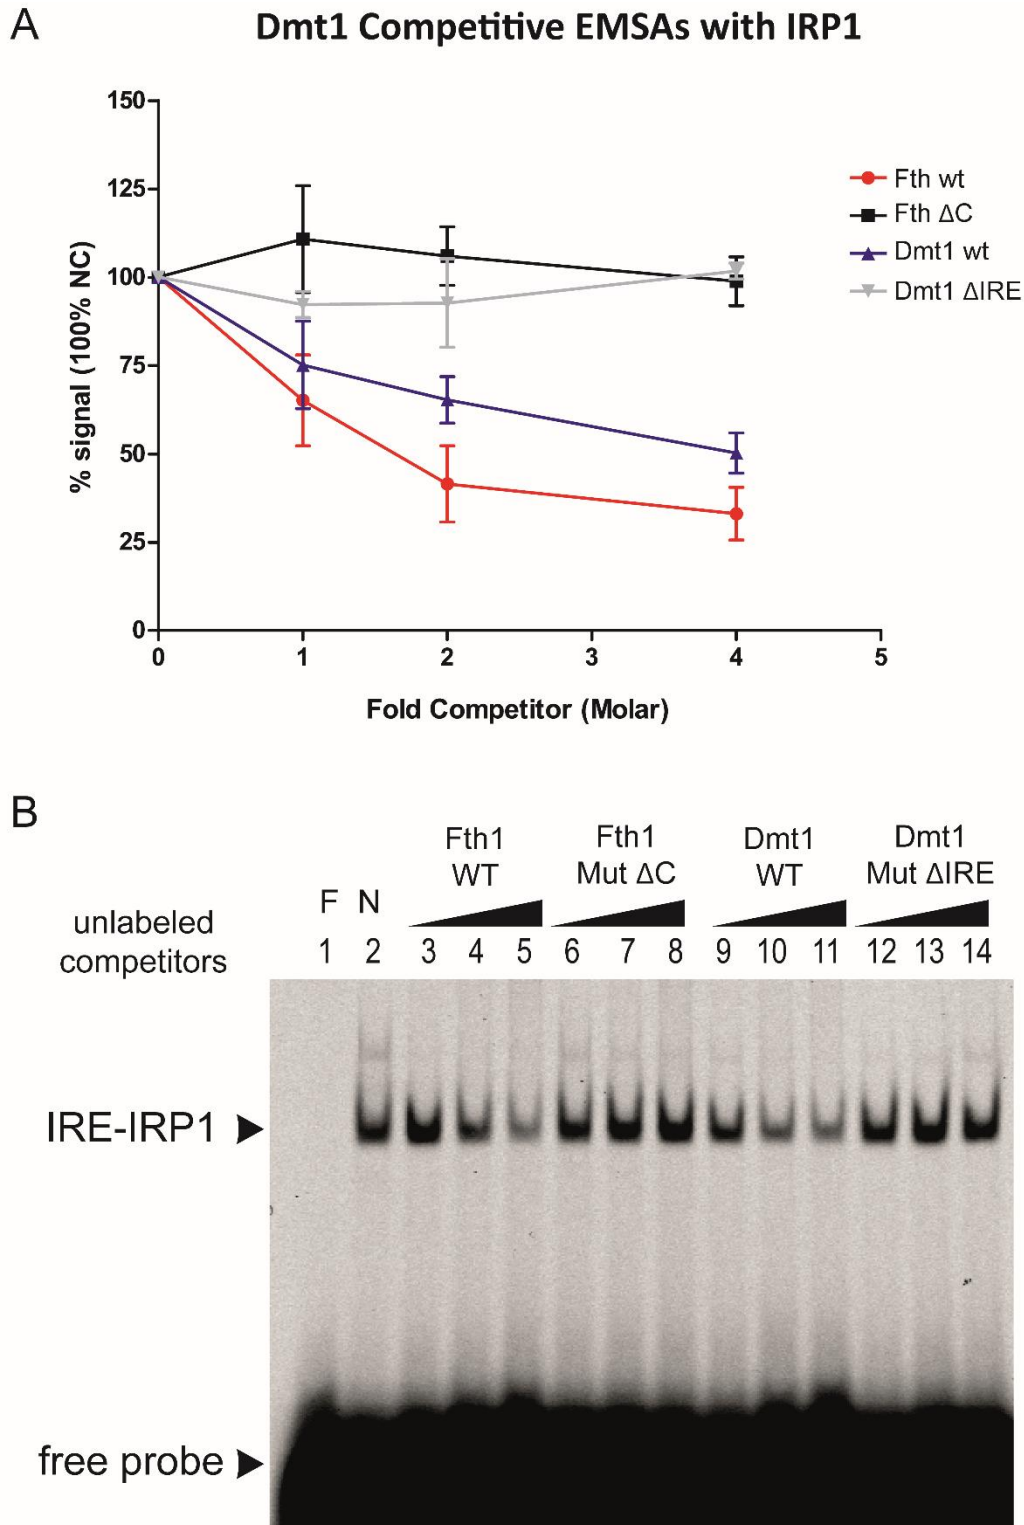 A
Dmt1 Competitive EMSAs with IRP1
150
125
100
75
50
25
0
% signal (100% NC)
0 1 2 3 4 5
Fold Competitor (Molar)
Fth wt
Fth ΔC
Dmt1 wt
Dmt1 ΔIRE
B
Fth1 Fth1 Dmt1 Dmt1
WT Mut ΔC WT Mut ΔIRE
F N
unlabeled
competitors
1 2 3 4 5 6 7 8 9 10 11 12 13 14
IRE-IRP1
free probe